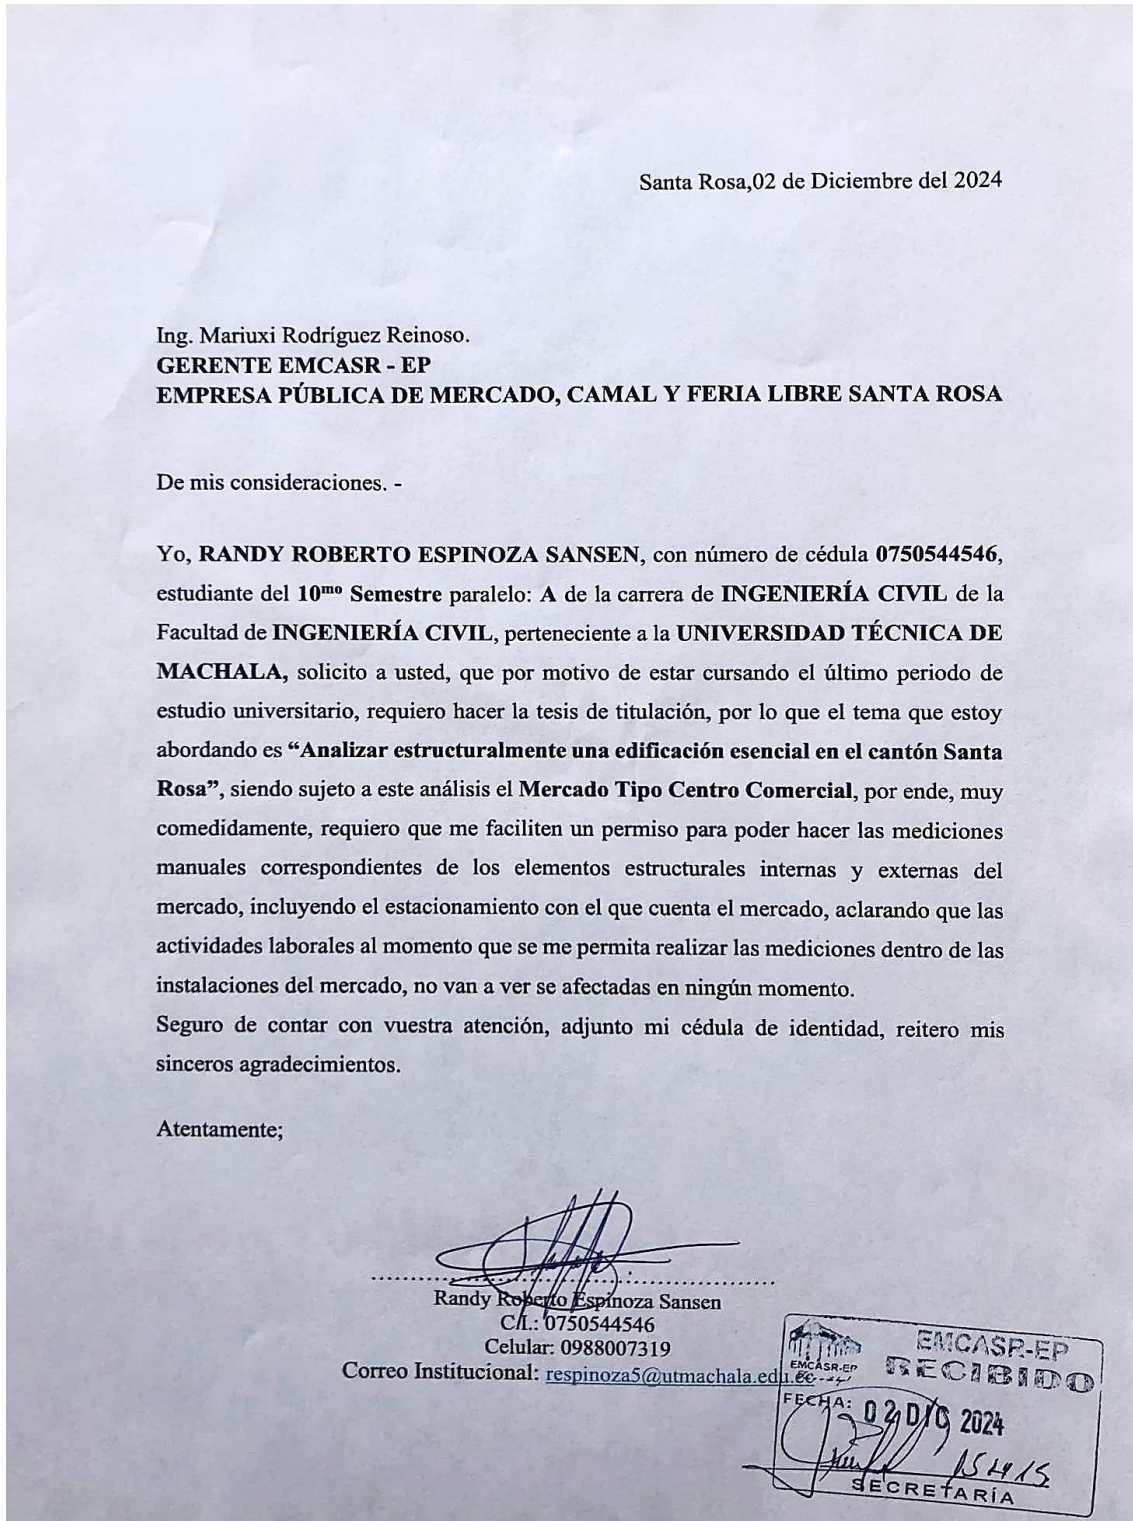 Santa Rosa,02 de Diciembre del 2024
Ing. Mariuxi Rodríguez Reinoso.
GERENTE EMCASR - EP
EMPRESA PÚBLICA DE MERCADO, CAMAL Y FERIA LIBRE SANTA ROSA
De mis consideraciones. -
Yo, RANDY ROBERTO ESPINOZA SANSEN, con número de cédula 0750544546,
estudiante del 10mo Semestre paralelo: A de la carrera de INGENIERÍA CIVIL de la
Facultad de INGENIERÍA CIVIL, perteneciente a la UNIVERSIDAD TÉCNICA DE
MACHALA, solicito a usted, que por motivo de estar cursando el último periodo de
estudio universitario, requiero hacer la tesis de titulación, por lo que el tema que estoy
abordando es “Analizar estructuralmente una edificación esencial en el cantón Santa
Rosa”, siendo sujeto a este análisis el Mercado Tipo Centro Comercial, por ende, muy
comedidamente, requiero que me faciliten un permiso para poder hacer las mediciones
manuales correspondientes de los elementos estructurales internas y externas del
mercado, incluyendo el estacionamiento con el que cuenta el mercado, aclarando que las
actividades laborales al momento que se me permita realizar las mediciones dentro de las
instalaciones del mercado, no van a ver se afectadas en ningún momento.
Seguro de contar con vuestra atención, adjunto mi cédula de identidad, reitero mis
sinceros agradecimientos.
Atentamente;
Randy Roberto Espinoza Sansen
C.I.: 0750544546
Celular: 0988007319
Correo Institucional: respinoza5@utmachala.edu.ec
EMCASR-EP
EMCASR-EP
RECIBIDO
FECHA: 02 DIC 2024
SECRETARÍA